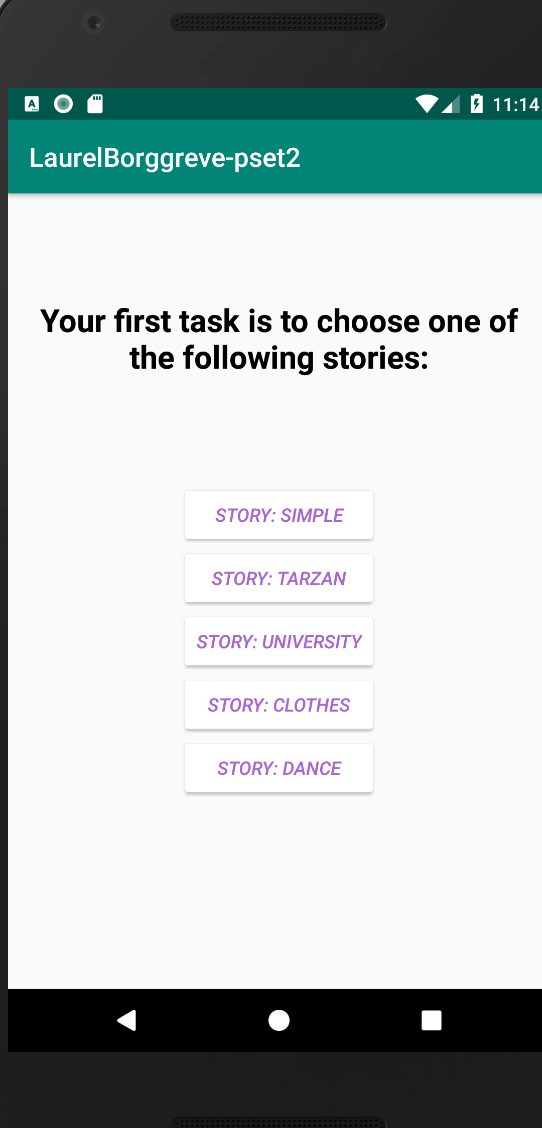 11:14
LaurelBorggreve-pset2
Your first task is to choose one of
the following stories:
STORY: SIMPLE
STORY: TARZAN
STORY: UNIVERSITY
STORY: CLOTHES
STORY: DANCE